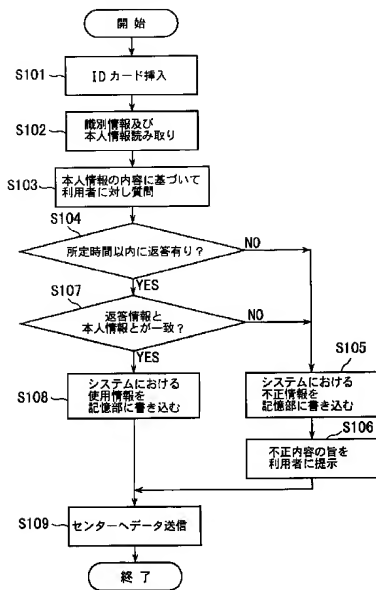 開始
S101
IDカード挿入
S102
識別情報及び
本人情報読み取り
S103
本人情報の内容に基づいて
利用者に対し質問
S104
所定時間以内に返答有り?
NO
YES
S107
返答情報と
本人情報とが一致?
NO
YES
S108
システムにおける
使用情報を
記憶部に書き込む
S105
システムにおける
不正情報を
記憶部に書き込む
S106
不正内容の旨を
利用者に提示
S109
センターへデータ送信
終了